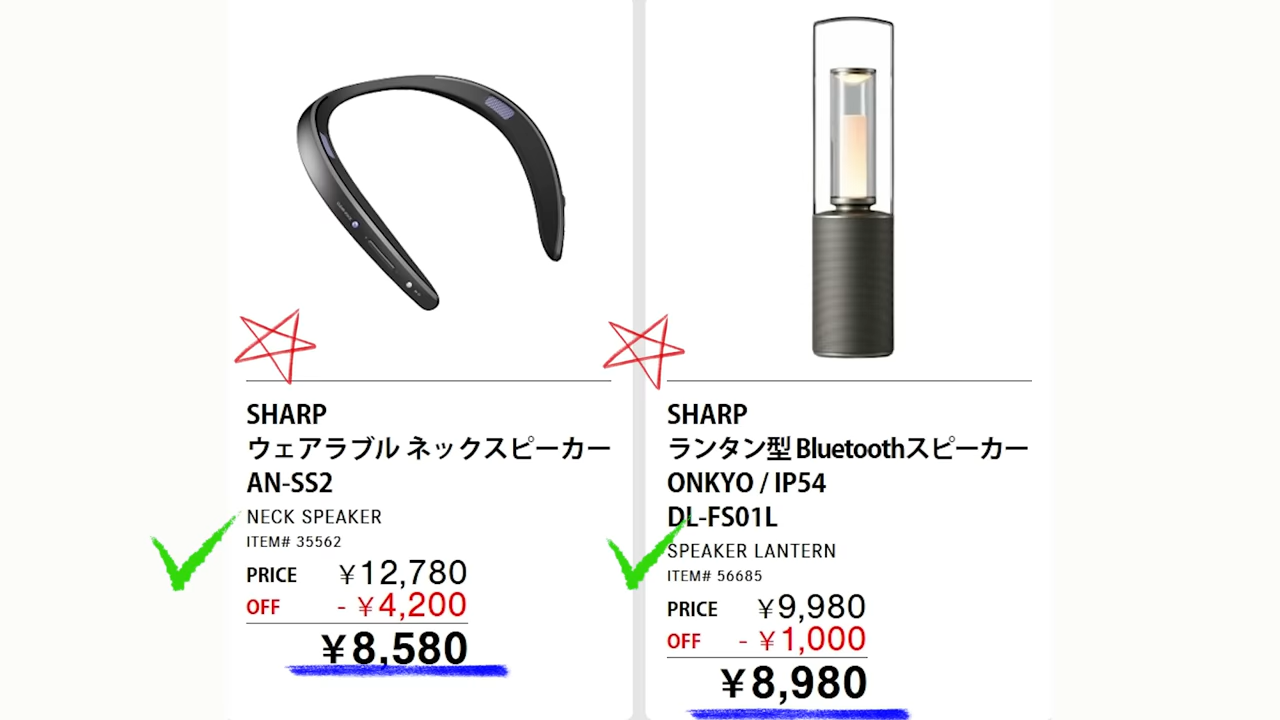 SHARP
ウェアラブル ネックスピーカー
AN-SS2
NECK SPEAKER
ITEM# 35562
PRICE ￥12,780
OFF - ￥4,200
￥8,580
SHARP
ランタン型 Bluetoothスピーカー
ONKYO / IP54
DL-FS01L
SPEAKER LANTERN
ITEM# 56685
PRICE ￥9,980
OFF - ￥1,000
￥8,980